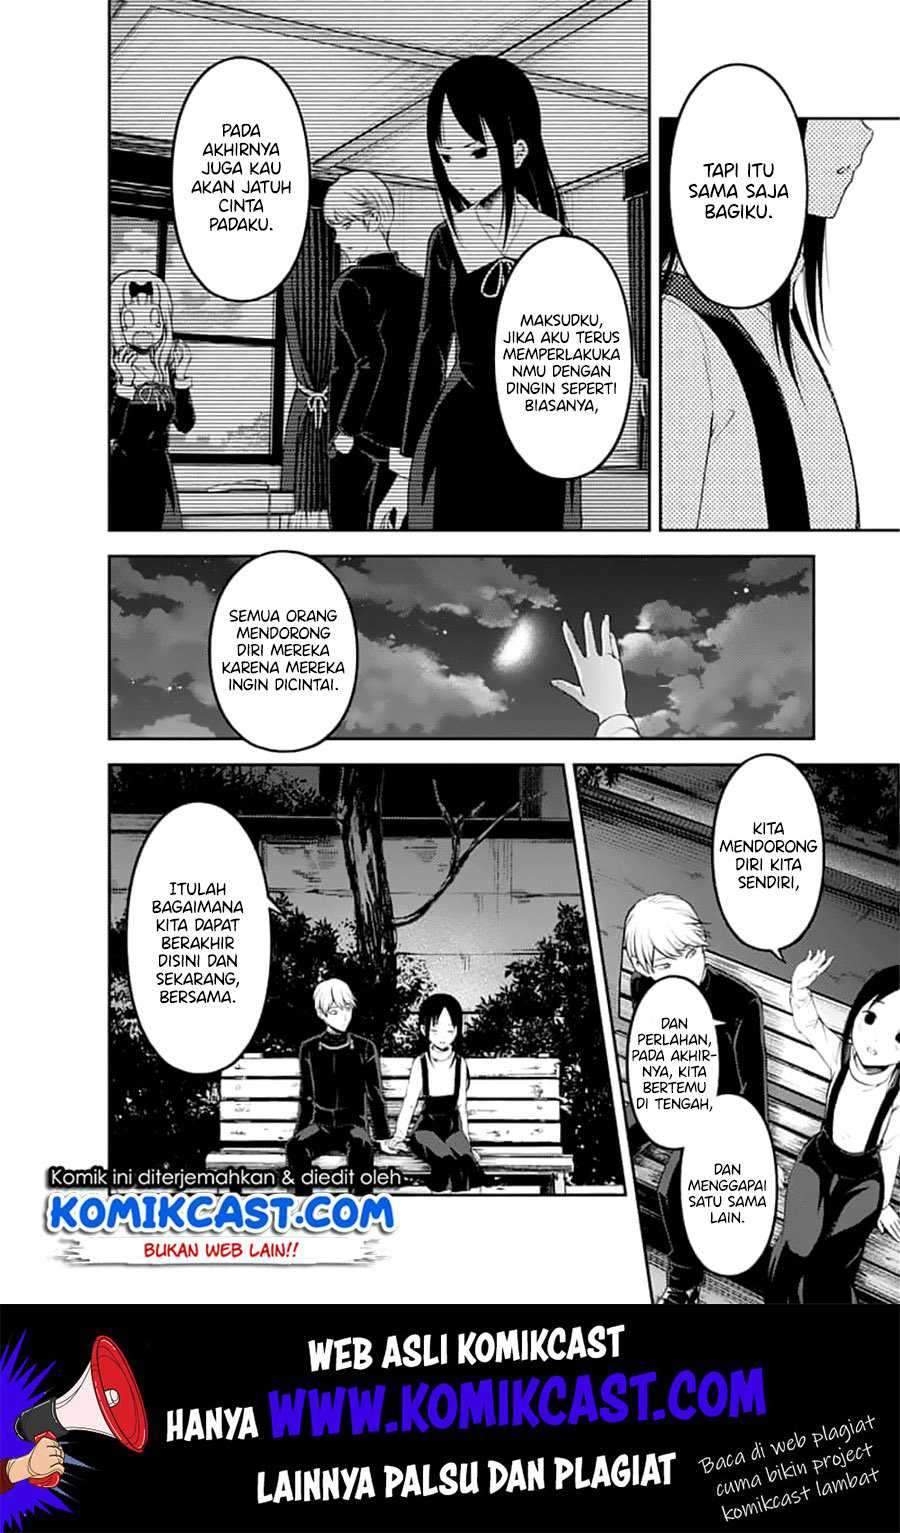 TAPI ITU
SAMA SAJA
BAGIKU.
MAKSUDKU,
JIKA AKU TERUS
MEMPERLAKUKA
NMU DENGAN
DINGIN SEPERTI
BIASANYA,
PADA
AKHIRNYA
JUGA KAU
AKAN JATUH
CINTA
PADAKU.
SEMUA ORANG
MENDORONG
DIRI MEREKA
KARENA MEREKA
INGIN DICINTAI.
KITA
MENDORONG
DIRI KITA
SENDIRI,
DAN
PERLAHAN,
PADA AKHIR-
NYA, KITA
BERTEMU
DI TENGAH,
DAN
MENGGAPAI
SATU SAMA
LAIN.
ITULAH
BAGAIMANA
KITA DAPAT
BERAKHIR
DISINI DAN
SEKARANG,
BERSAMA.
Komik ini diterjemahkan & diedit oleh
KOMIKCAST.COM
BUKAN WEB LAIN!!
WEB ASLI KOMIKCAST
HANYA WWW.KOMIKCAST.COM
LAINNYA PALSU DAN PLAGIAT
Baca di web plagiat
cuma bikin project
komikcast lambat